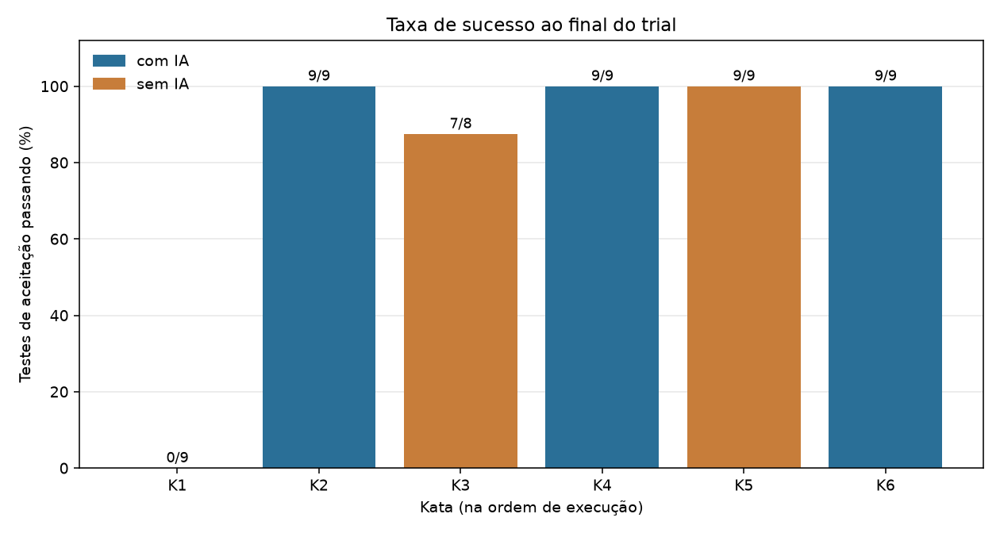 Taxa de sucesso ao final do trial
com IA
sem IA
Testes de aceitação passando (%)
100
80
60
40
20
0
0/9
9/9
7/8
9/9
9/9
9/9
K1 K2 K3 K4 K5 K6
Kata (na ordem de execução)